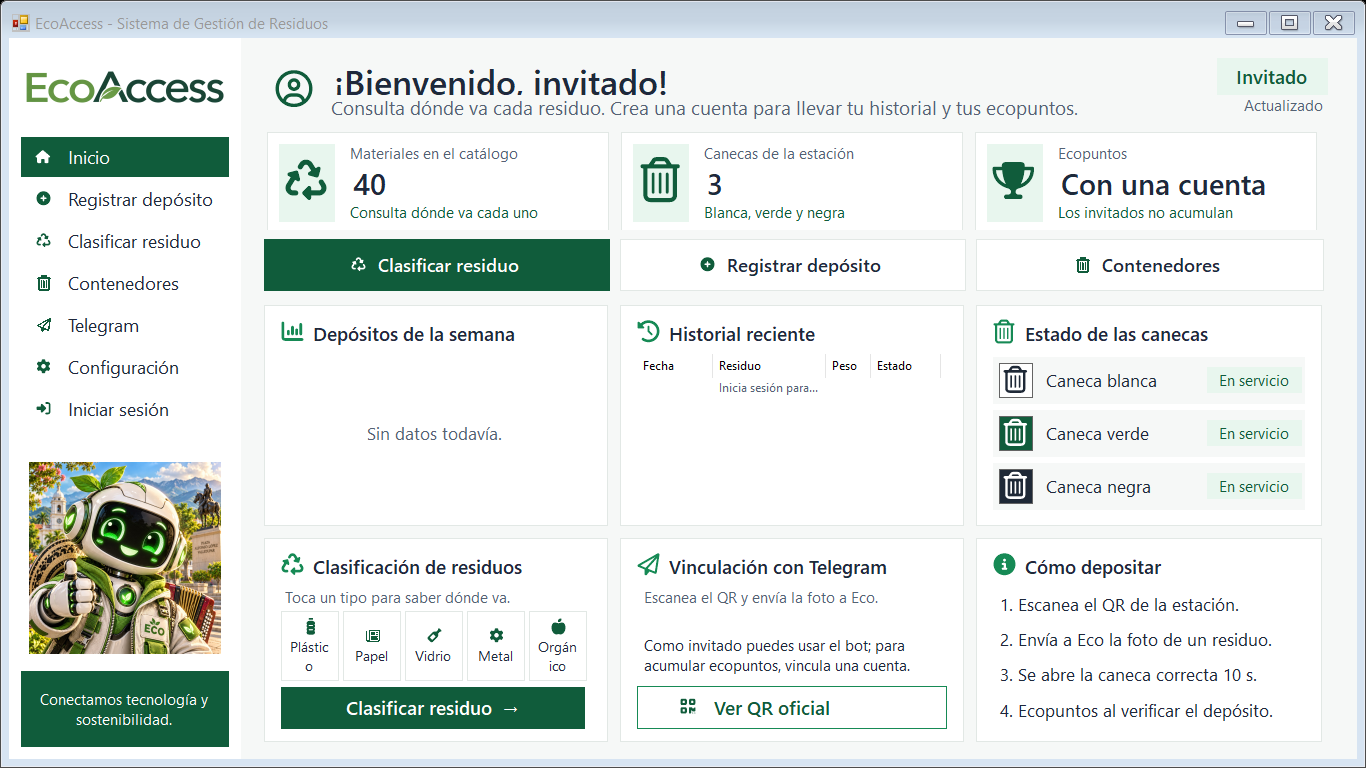 EcoAccess - Sistema de Gestión de Residuos
EcoAccess
Inicio
Registrar depósito
Clasificar residuo
Contenedores
Telegram
Configuración
Iniciar sesión
ECO
Conectamos tecnología y
sostenibilidad.
¡Bienvenido, invitado!
Consulta dónde va cada residuo. Crea una cuenta para llevar tu historial y tus ecopuntos.
Invitado
Actualizado
Materiales en el catálogo
40
Consulta dónde va cada uno
Canecas de la estación
3
Blanca, verde y negra
Ecopuntos
Con una cuenta
Los invitados no acumulan
Clasificar residuo
Registrar depósito
Contenedores
Depósitos de la semana
Sin datos todavía.
Historial reciente
Fecha Residuo Peso Estado
Inicia sesión para...
Estado de las canecas
Caneca blanca En servicio
Caneca verde En servicio
Caneca negra En servicio
Clasificación de residuos
Toca un tipo para saber dónde va.
Plástic
o
Papel
Vidrio
Metal
Orgán
ico
Clasificar residuo →
Vinculación con Telegram
Escanea el QR y envía la foto a Eco.
Como invitado puedes usar el bot; para
acumular ecopuntos, vincula una cuenta.
Ver QR oficial
Cómo depositar
1. Escanea el QR de la estación.
2. Envía a Eco la foto de un residuo.
3. Se abre la caneca correcta 10 s.
4. Ecopuntos al verificar el depósito.